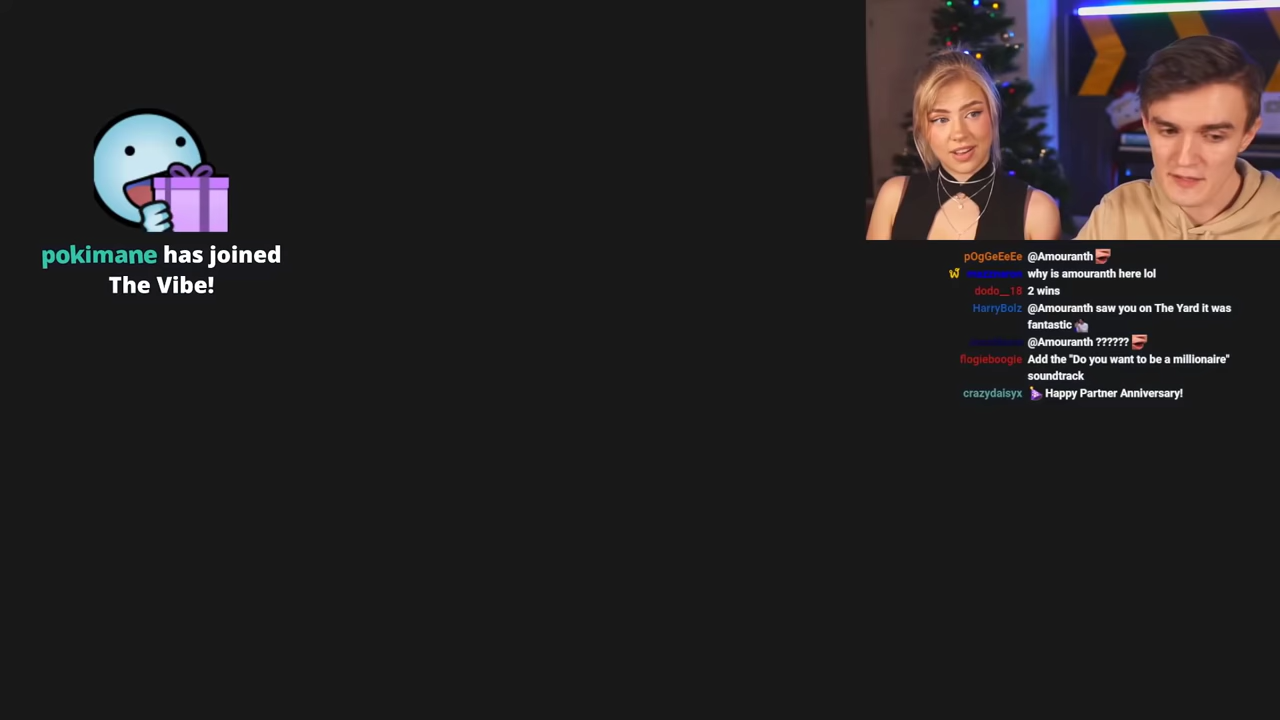 pokimane has joined
The Vibe!
pOgGeEeEe @Amouranth
why is amouranth here lol
dodo__18 2 wins
HarryBolz @Amouranth saw you on The Yard it was
fantastic
@Amouranth ??????
flogieboogie Add the "Do you want to be a millionaire"
soundtrack
crazydaisyx Happy Partner Anniversary!